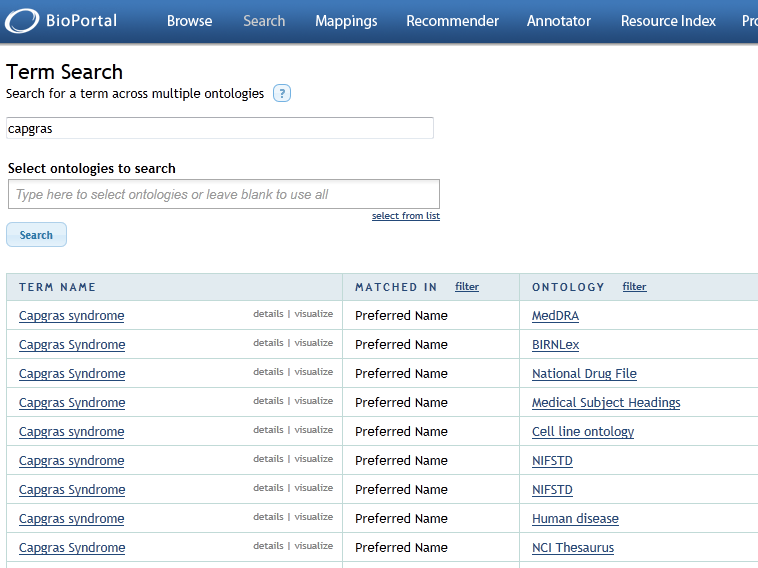 BioPortal Browse Search Mappings Recommender Annotator Resource Index
Term Search
Search for a term across multiple ontologies ?
capgras
Select ontologies to search
Type here to select ontologies or leave blank to use all
select from list
Search
TERM NAME MATCHED IN filter ONTOLOGY filter
Capgras syndrome details | visualize Preferred Name MedDRA
Capgras Syndrome details | visualize Preferred Name BIRNLex
Capgras Syndrome details | visualize Preferred Name National Drug File
Capgras Syndrome details | visualize Preferred Name Medical Subject Headings
Capgras syndrome details | visualize Preferred Name Cell line ontology
Capgras syndrome details | visualize Preferred Name NIFSTD
Capgras Syndrome details | visualize Preferred Name NIFSTD
Capgras syndrome details | visualize Preferred Name Human disease
Capgras Syndrome details | visualize Preferred Name NCI Thesaurus